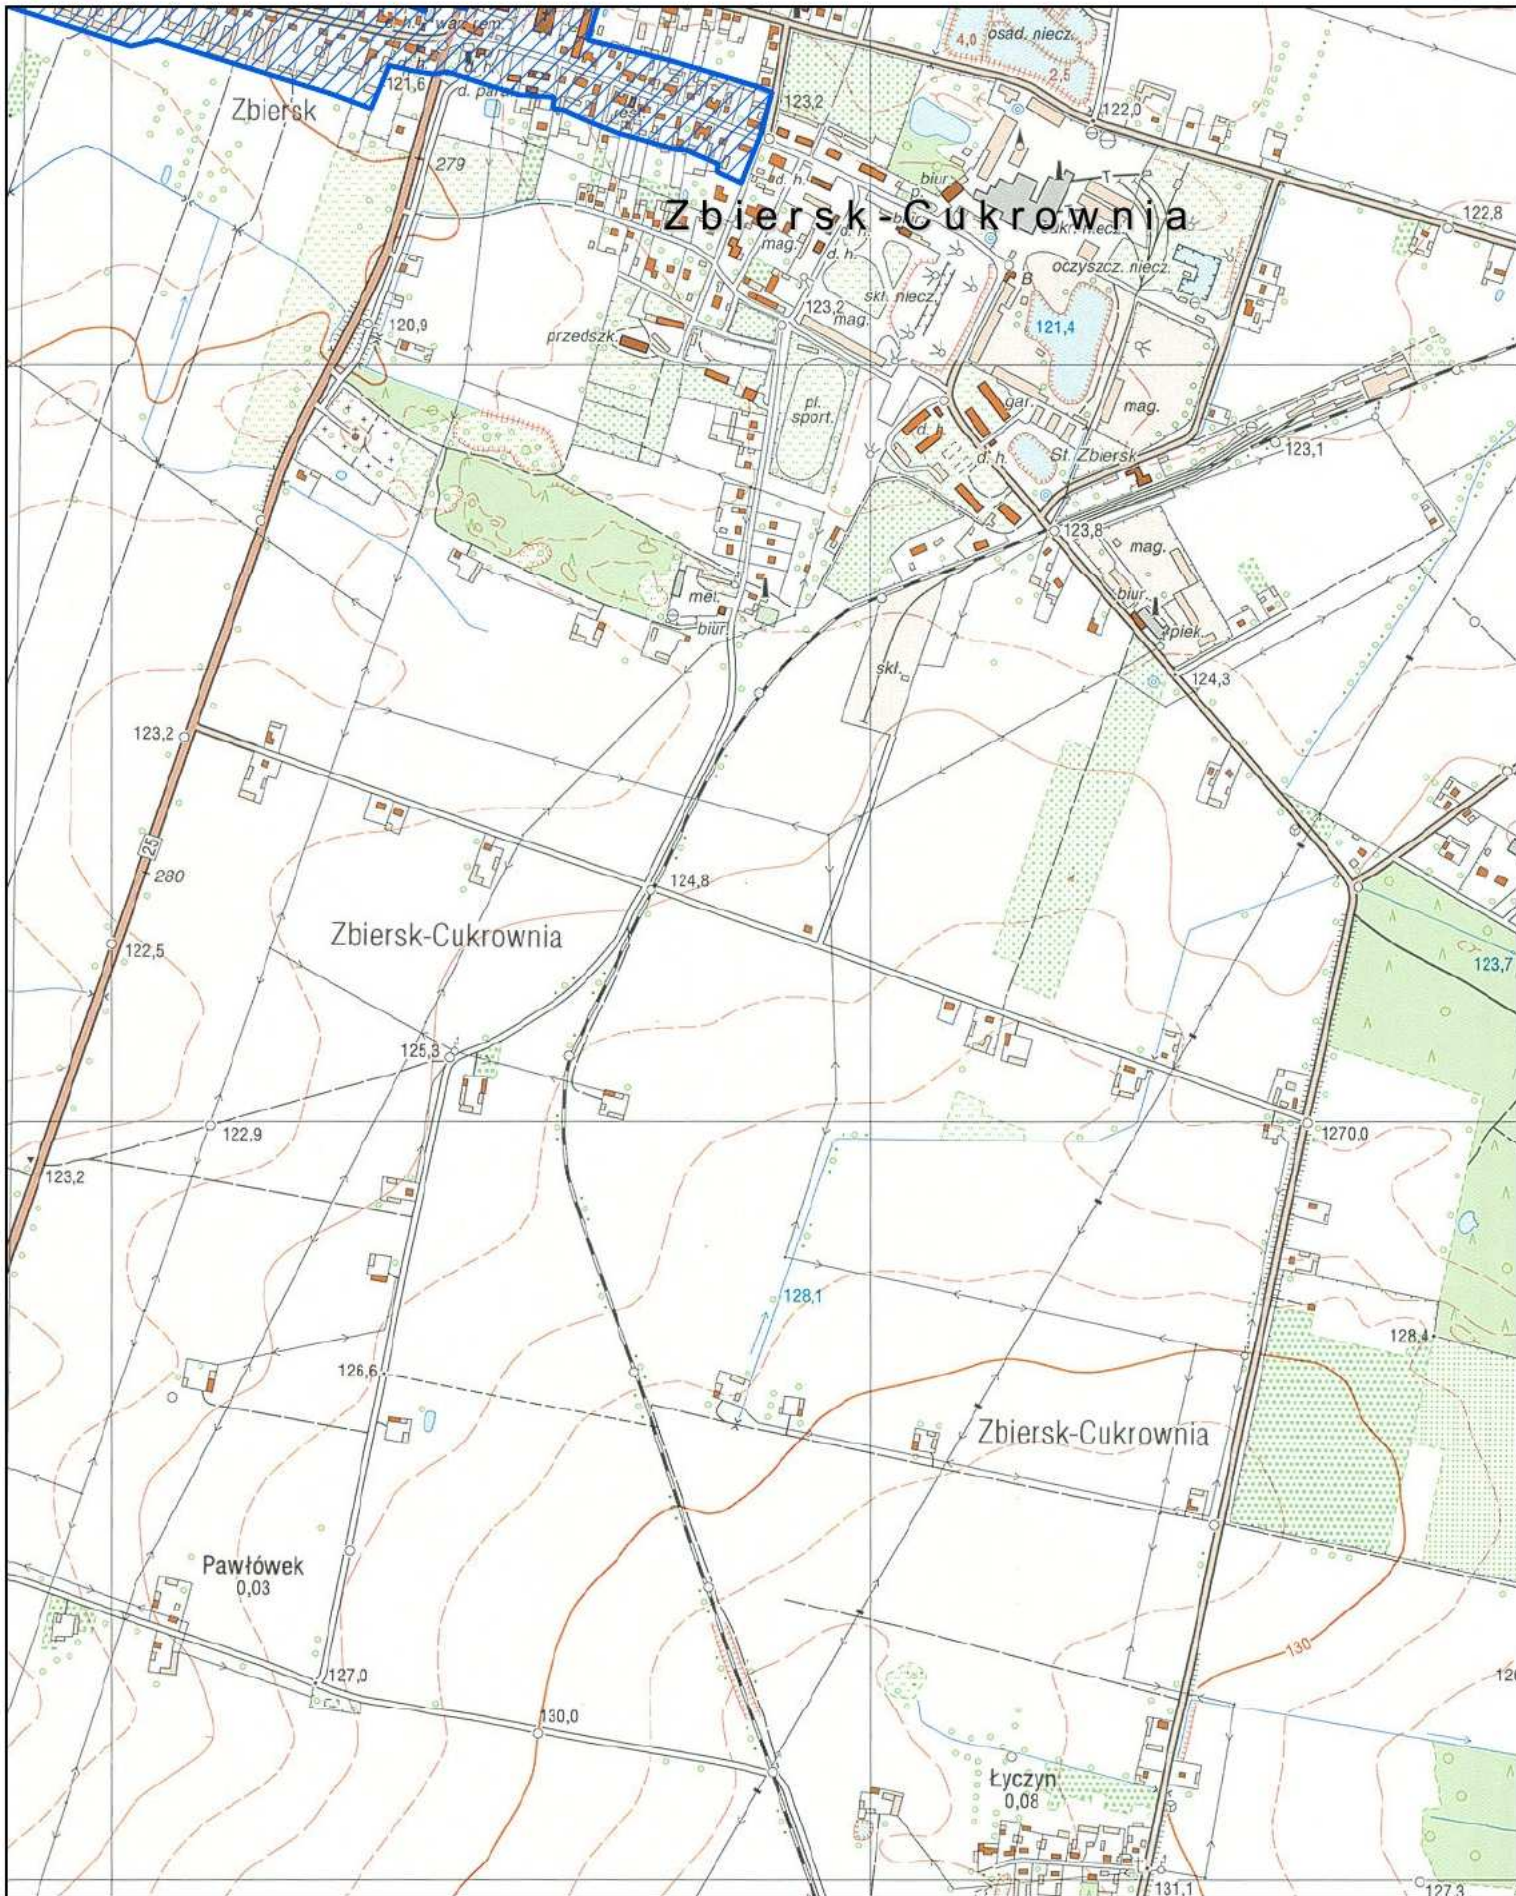 war. rem.
d. h.
d. h.
121,6
d. par.
rest.
Zbiersk
279
4,0
osad. niecz.
2,5
123,2
122,0
d. h.
biur.
p.
T
Zbiersk-Cukrownia
122,8
mag.
d. h.
d. h.
oczyszcz. niecz.
B
skł. niecz.
123,2
mag.
120,9
121,4
przedszk.
pl.
sport.
gar.
mag.
d. h.
d. h.
St. Zbiersk
123,1
123,8
mag.
mel.
biur.
biur.
piek.
skł.
124,3
123,2
25
280
124,8
Zbiersk-Cukrownia
122,5
123,7
125,3
122,9
1270,0
123,2
128,1
128,4
126,6
Zbiersk-Cukrownia
Pawłówek
0,03
130
127,0
130,0
Łyczyn
0,08
131,1
127,3